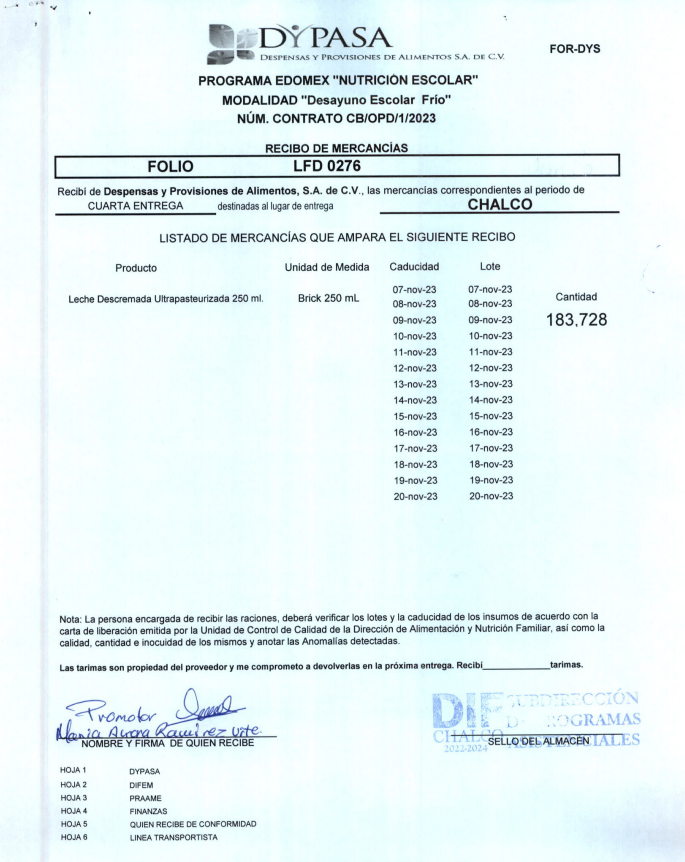 DYPASA
DESPENSAS Y PROVISIONES DE ALIMENTOS S.A. DE C.V.
FOR-DYS
PROGRAMA EDOMEX "NUTRICIÓN ESCOLAR"
MODALIDAD "Desayuno Escolar Frío"
NÚM. CONTRATO CB/OPD/1/2023
RECIBO DE MERCANCÍAS
FOLIO LFD 0276
Recibí de Despensas y Provisiones de Alimentos, S.A. de C.V., las mercancías correspondientes al periodo de
CUARTA ENTREGA destinadas al lugar de entrega CHALCO
LISTADO DE MERCANCÍAS QUE AMPARA EL SIGUIENTE RECIBO
Producto Unidad de Medida Caducidad Lote
Cantidad
Leche Descremada Ultrapasteurizada 250 ml. Brick 250 mL
183,728
07-nov-23 07-nov-23
08-nov-23 08-nov-23
09-nov-23 09-nov-23
10-nov-23 10-nov-23
11-nov-23 11-nov-23
12-nov-23 12-nov-23
13-nov-23 13-nov-23
14-nov-23 14-nov-23
15-nov-23 15-nov-23
16-nov-23 16-nov-23
17-nov-23 17-nov-23
18-nov-23 18-nov-23
19-nov-23 19-nov-23
20-nov-23 20-nov-23
Nota: La persona encargada de recibir las raciones, deberá verificar los lotes y la caducidad de los insumos de acuerdo con la
carta de liberación emitida por la Unidad de Control de Calidad de la Dirección de Alimentación y Nutrición Familiar, así como la
calidad, cantidad e inocuidad de los mismos y anotar las Anomalías detectadas.
Las tarimas son propiedad del proveedor y me comprometo a devolverlas en la próxima entrega. Recibí____________tarimas.
Promotor
Maria Aurora Ramirez
NOMBRE Y FIRMA DE QUIEN RECIBE
DIF
CHALCO
2022-2024
SUBDIRECCIÓN
PROGRAMAS
SELLO DEL ALMACÉN
HOJA 1 DYPASA
HOJA 2 DIFEM
HOJA 3 PRAAME
HOJA 4 FINANZAS
HOJA 5 QUIEN RECIBE DE CONFORMIDAD
HOJA 6 LINEA TRANSPORTISTA